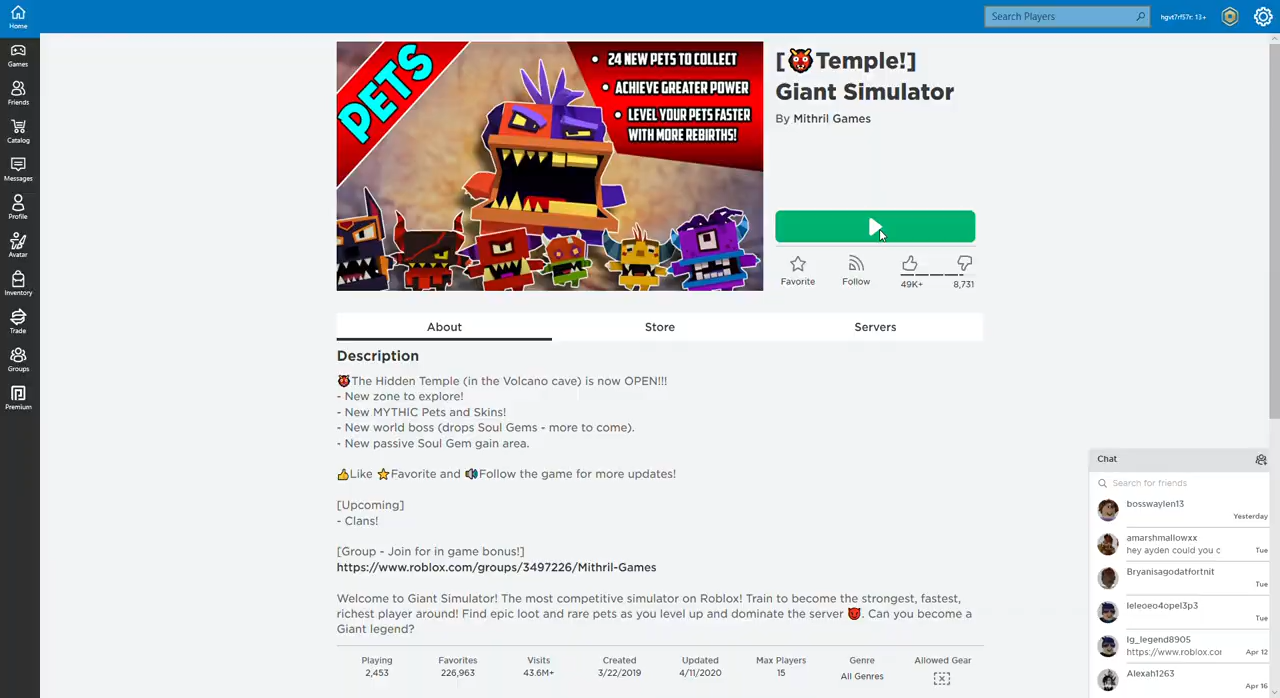 Home
Search Players
hgvt7rf57r: 13+
Games
Friends
Catalog
Messages
Profile
Avatar
Inventory
Trade
Groups
Premium
PETS
• 24 NEW PETS TO COLLECT
• ACHIEVE GREATER POWER
• LEVEL YOUR PETS FASTER
WITH MORE REBIRTHS!
[👹Temple!]
Giant Simulator
By Mithril Games
Favorite
Follow
49K+
8,731
About
Store
Servers
Description
👹The Hidden Temple (in the Volcano cave) is now OPEN!!!
- New zone to explore!
- New MYTHIC Pets and Skins!
- New world boss (drops Soul Gems - more to come).
- New passive Soul Gem gain area.
👍Like ⭐Favorite and 🔊Follow the game for more updates!
[Upcoming]
- Clans!
[Group - Join for in game bonus!]
https://www.roblox.com/groups/3497226/Mithril-Games
Welcome to Giant Simulator! The most competitive simulator on Roblox! Train to become the strongest, fastest,
richest player around! Find epic loot and rare pets as you level up and dominate the server 😈. Can you become a
Giant legend?
Playing
2,453
Favorites
226,963
Visits
43.6M+
Created
3/22/2019
Updated
4/11/2020
Max Players
15
Genre
All Genres
Allowed Gear
Chat
Search for friends
bosswaylen13
Yesterday
amarshmallowxx
hey ayden could you c
Tue
Bryanisagodatfortnit
Tue
leleoeo4opel3p3
Tue
lg_legend8905
https://www.roblox.cor
Apr 12
Alexah1263
Apr 16